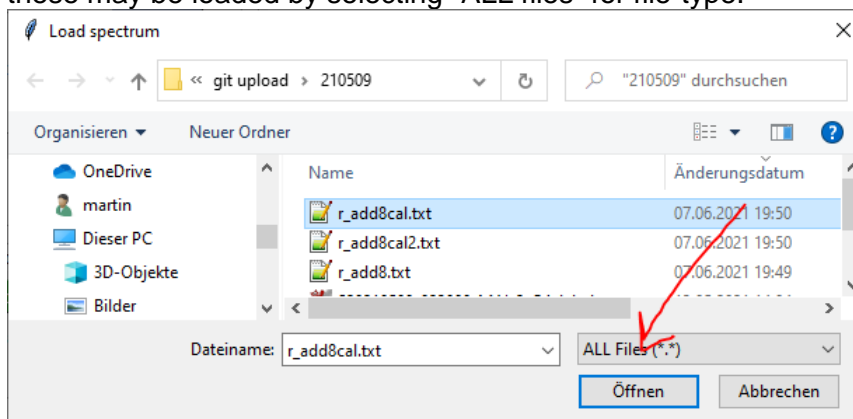 these may be loaded by selecting "ALL files" for file type.
Load spectrum
« git upload › 210509
"210509" durchsuchen
Organisieren
Neuer Ordner
OneDrive
martin
Dieser PC
3D-Objekte
Bilder
Name
Änderungsdatum
r_add8cal.txt
07.06.2021 19:50
r_add8cal2.txt
07.06.2021 19:50
r_add8.txt
07.06.2021 19:49
Dateiname:
r_add8cal.txt
ALL Files (*.*)
Öffnen
Abbrechen